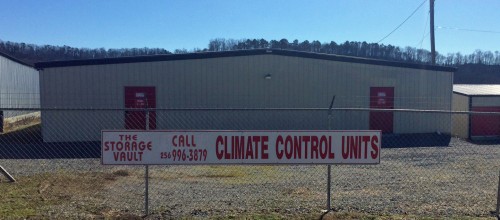 THE STORAGE VAULT
CALL
256 996-3879
CLIMATE CONTROL UNITS